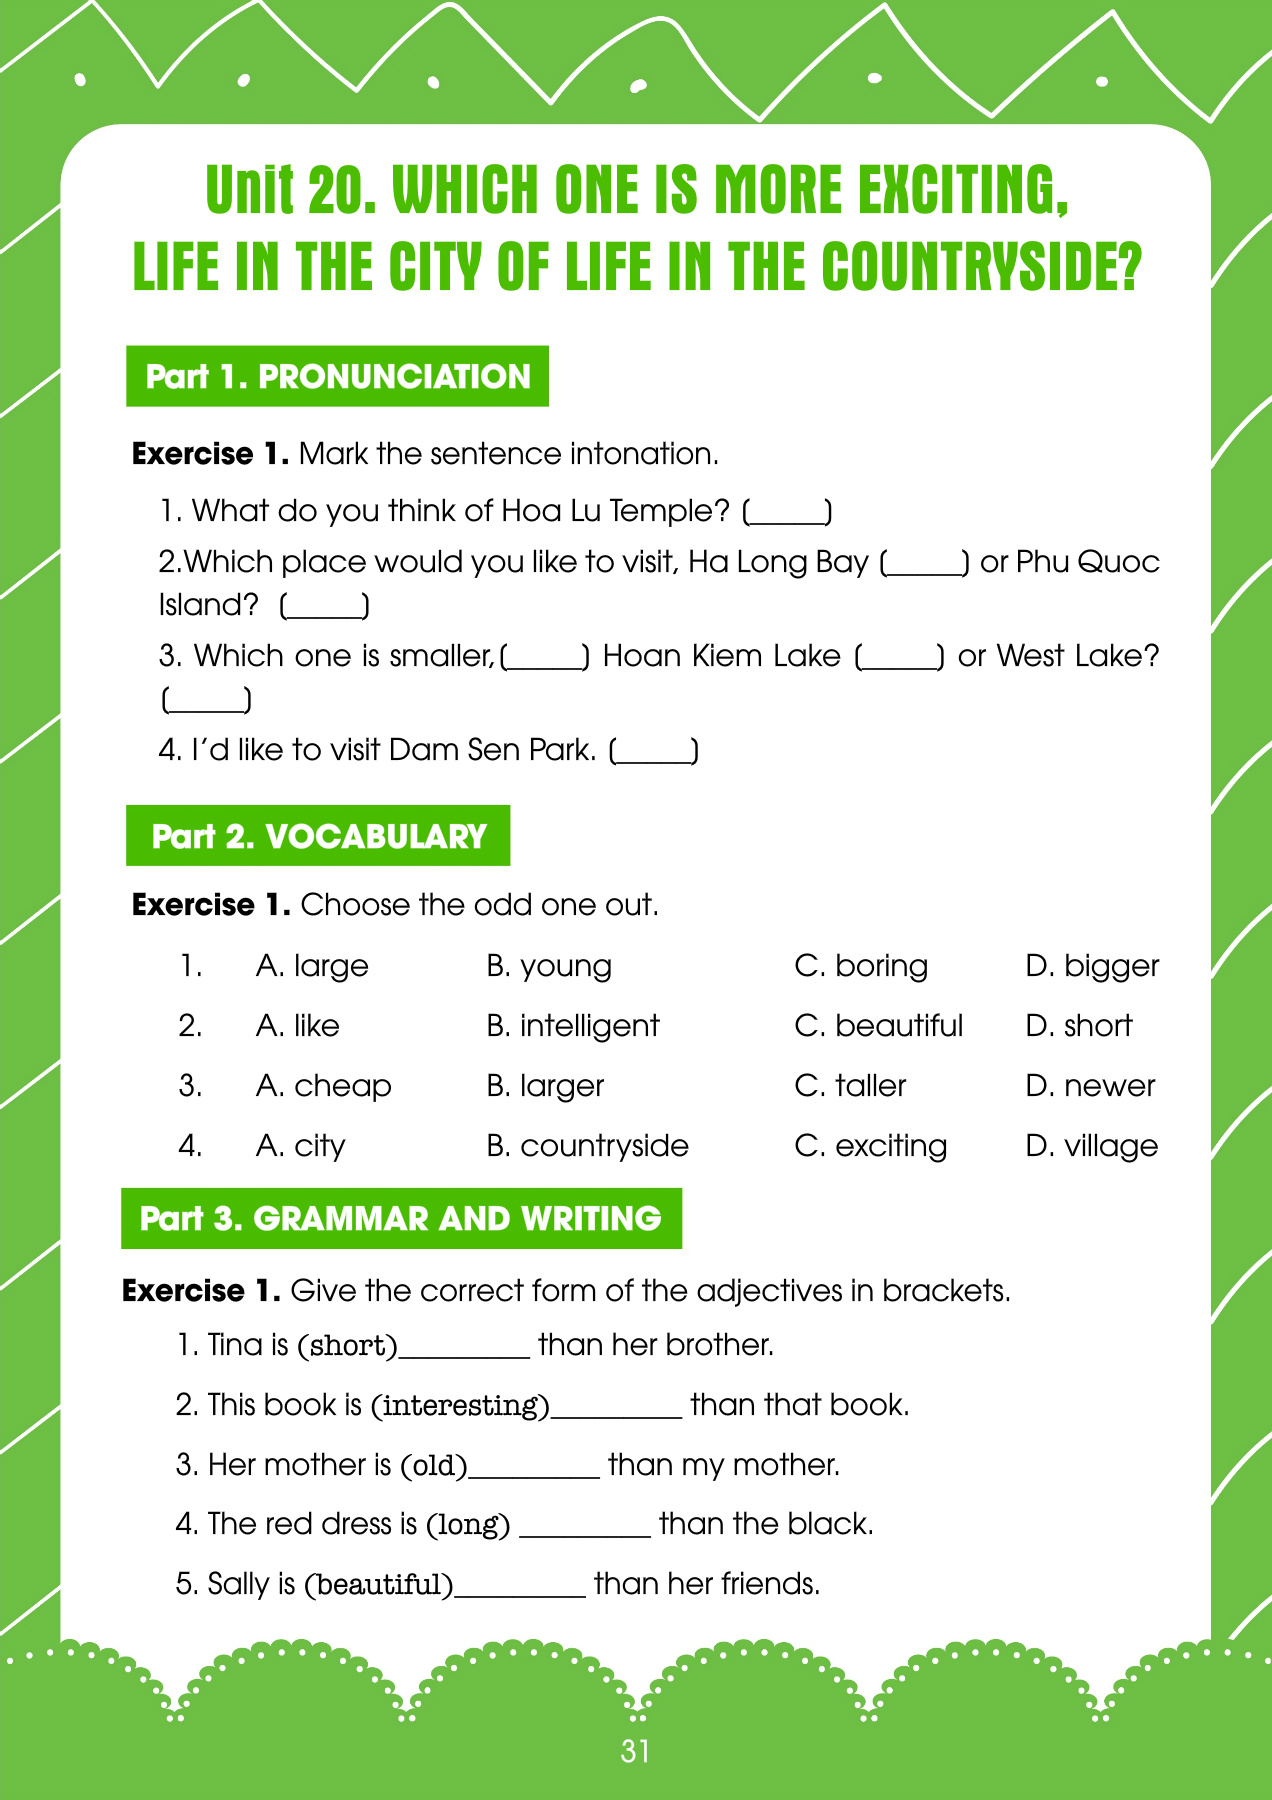 Unit 20. WHICH ONE IS MORE EXCITING,
LIFE IN THE CITY OF LIFE IN THE COUNTRYSIDE?
Part 1. PRONUNCIATION
Exercise 1. Mark the sentence intonation.
1. What do you think of Hoa Lu Temple? (_____)
2.Which place would you like to visit, Ha Long Bay (_____) or Phu Quoc
Island? (_____)
3. Which one is smaller,(_____) Hoan Kiem Lake (_____) or West Lake?
(_____)
4. I'd like to visit Dam Sen Park. (_____)
Part 2. VOCABULARY
Exercise 1. Choose the odd one out.
1. A. large B. young C. boring D. bigger
2. A. like B. intelligent C. beautiful D. short
3. A. cheap B. larger C. taller D. newer
4. A. city B. countryside C. exciting D. village
Part 3. GRAMMAR AND WRITING
Exercise 1. Give the correct form of the adjectives in brackets.
1. Tina is (short)_________ than her brother.
2. This book is (interesting)_________ than that book.
3. Her mother is (old)_________ than my mother.
4. The red dress is (long) _________ than the black.
5. Sally is (beautiful)_________ than her friends.
31